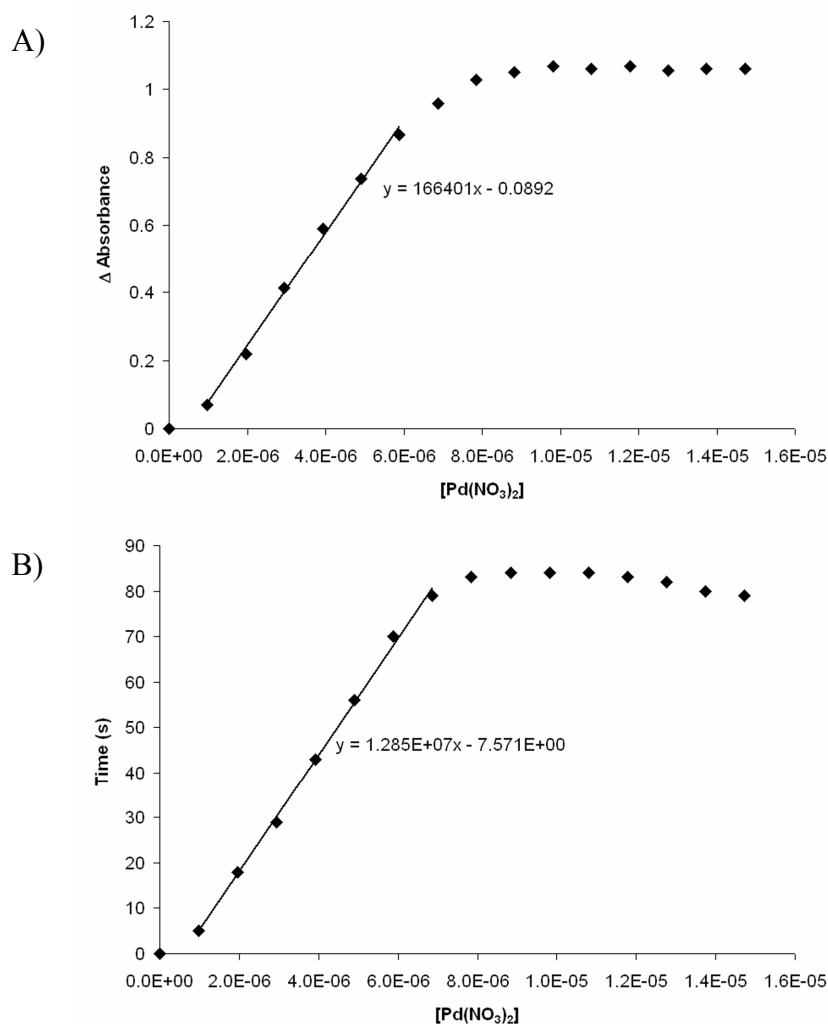 A)
1.2
1
0.8
0.6
0.4
0.2
0
Δ Absorbance
y = 166401x - 0.0892
0.0E+00 2.0E-06 4.0E-06 6.0E-06 8.0E-06 1.0E-05 1.2E-05 1.4E-05 1.6E-05
[Pd(NO₃)₂]
B)
90
80
70
60
50
40
30
20
10
0
Time (s)
y = 1.285E+07x - 7.571E+00
0.0E+00 2.0E-06 4.0E-06 6.0E-06 8.0E-06 1.0E-05 1.2E-05 1.4E-05 1.6E-05
[Pd(NO₃)₂]